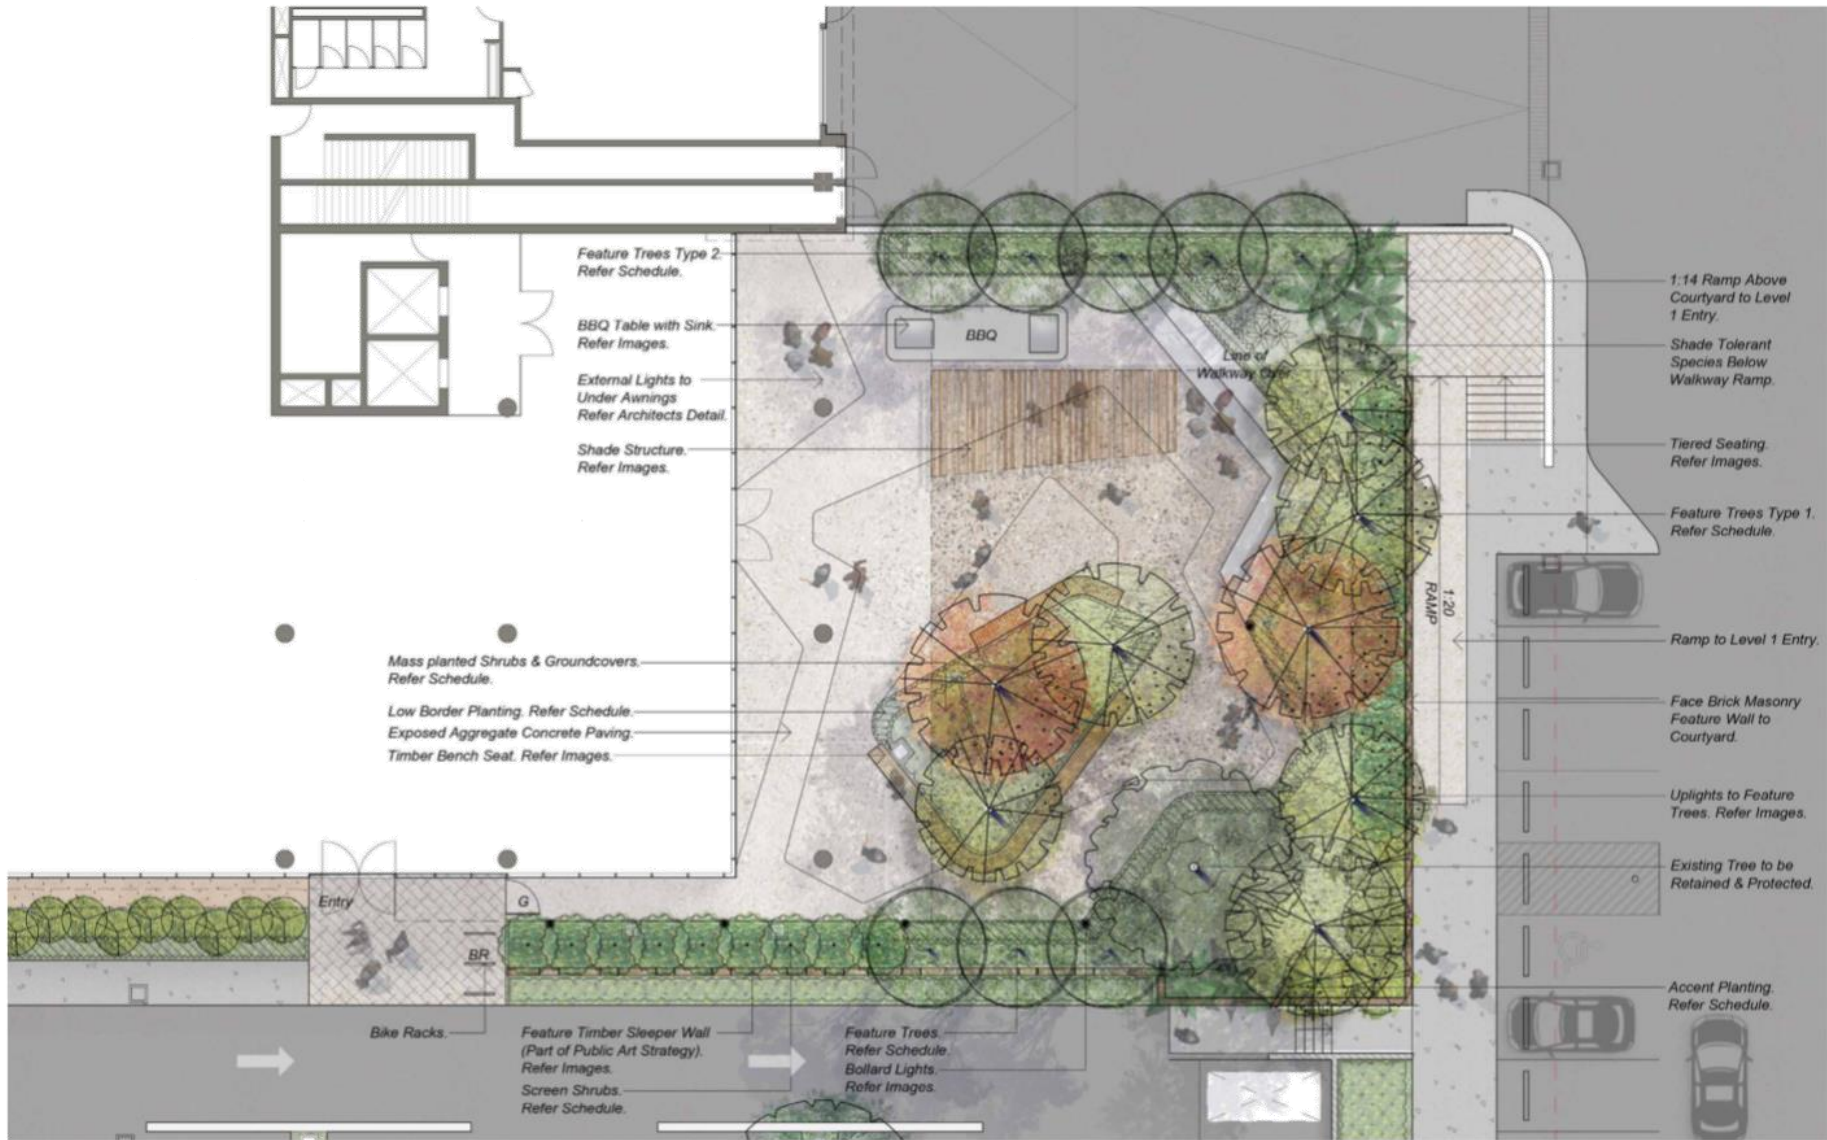 Feature Trees Type 2.
Refer Schedule.
BBQ Table with Sink.
Refer Images.
External Lights to
Under Awnings
Refer Architects Detail.
Shade Structure.
Refer Images.
Mass planted Shrubs & Groundcovers.
Refer Schedule.
Low Border Planting. Refer Schedule.
Exposed Aggregate Concrete Paving.
Timber Bench Seat. Refer Images.
BBQ
Line of
Walkway Over
1:20
RAMP
1:14 Ramp Above
Courtyard to Level
1 Entry.
Shade Tolerant
Species Below
Walkway Ramp.
Tiered Seating.
Refer Images.
Feature Trees Type 1.
Refer Schedule.
Ramp to Level 1 Entry.
Face Brick Masonry
Feature Wall to
Courtyard.
Uplights to Feature
Trees. Refer Images.
Existing Tree to be
Retained & Protected.
Accent Planting.
Refer Schedule.
Entry
G
BR
Bike Racks.
Feature Timber Sleeper Wall
(Part of Public Art Strategy).
Refer Images.
Screen Shrubs.
Refer Schedule.
Feature Trees.
Refer Schedule.
Bollard Lights.
Refer Images.